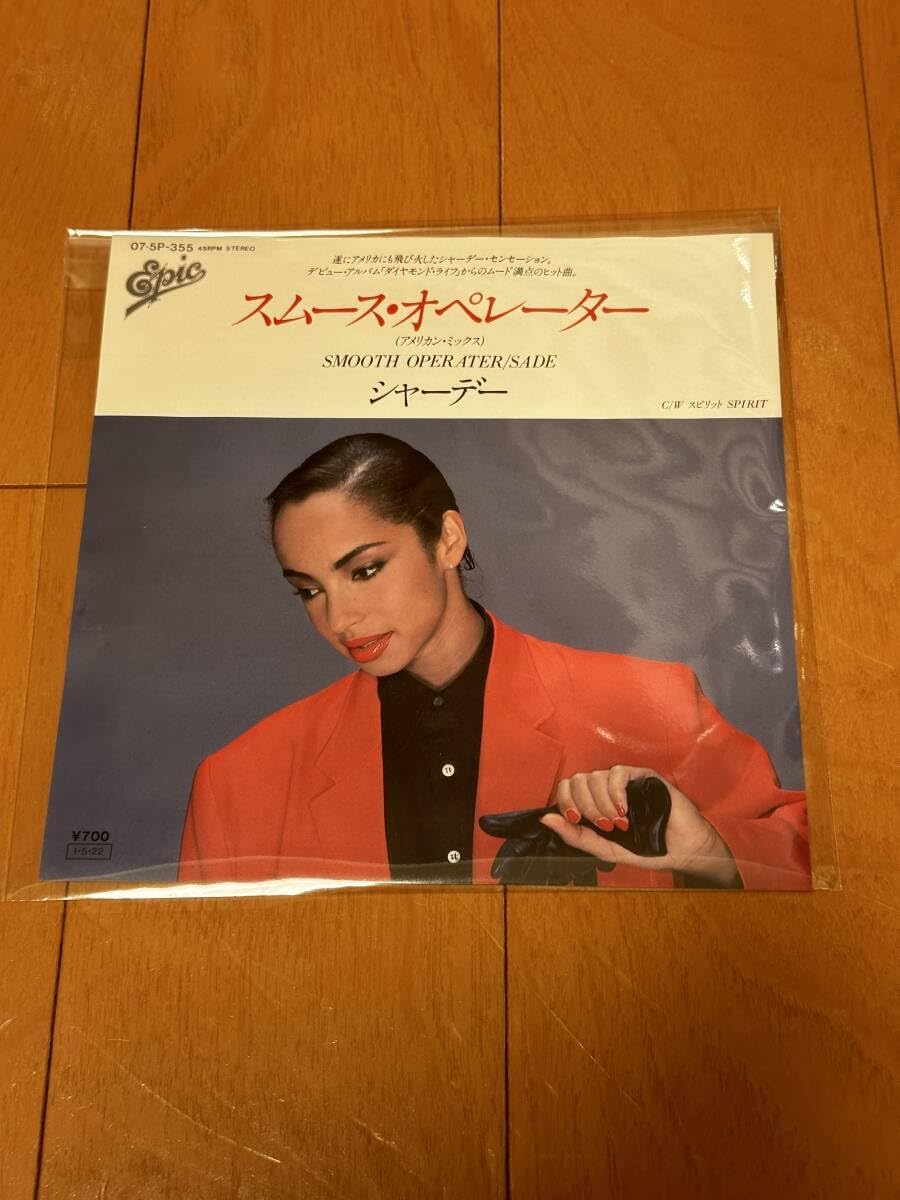 07·5P-355 45RPM STEREO
Epic
遂にアメリカにも飛び火したシャーデー・センセーション。
デビュー・アルバム「ダイヤモンド・ライフ」からのムード満点のヒット曲。
スムース・オペレーター
(アメリカン・ミックス)
SMOOTH OPERATER/SADE
シャーデー
C/W スピリット SPIRIT
¥700
I·5·22